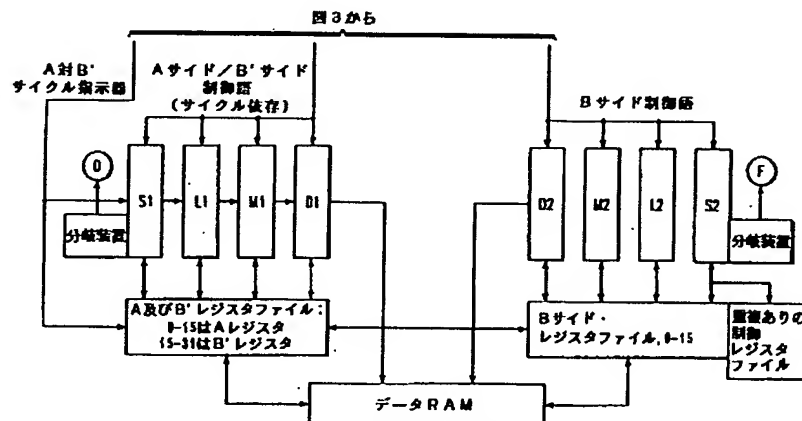 図3から
A対B'
サイクル指示器
Aサイド/B'サイド
制御語
(サイクル依存)
Bサイド制御語
O
S1
L1
M1
D1
分岐装置
D2
M2
L2
S2
F
分岐装置
A及びB'レジスタファイル:
0-15はAレジスタ
15-31はB'レジスタ
Bサイド・
レジスタファイル,0-15
重複ありの
制御
レジスタ
ファイル
データRAM